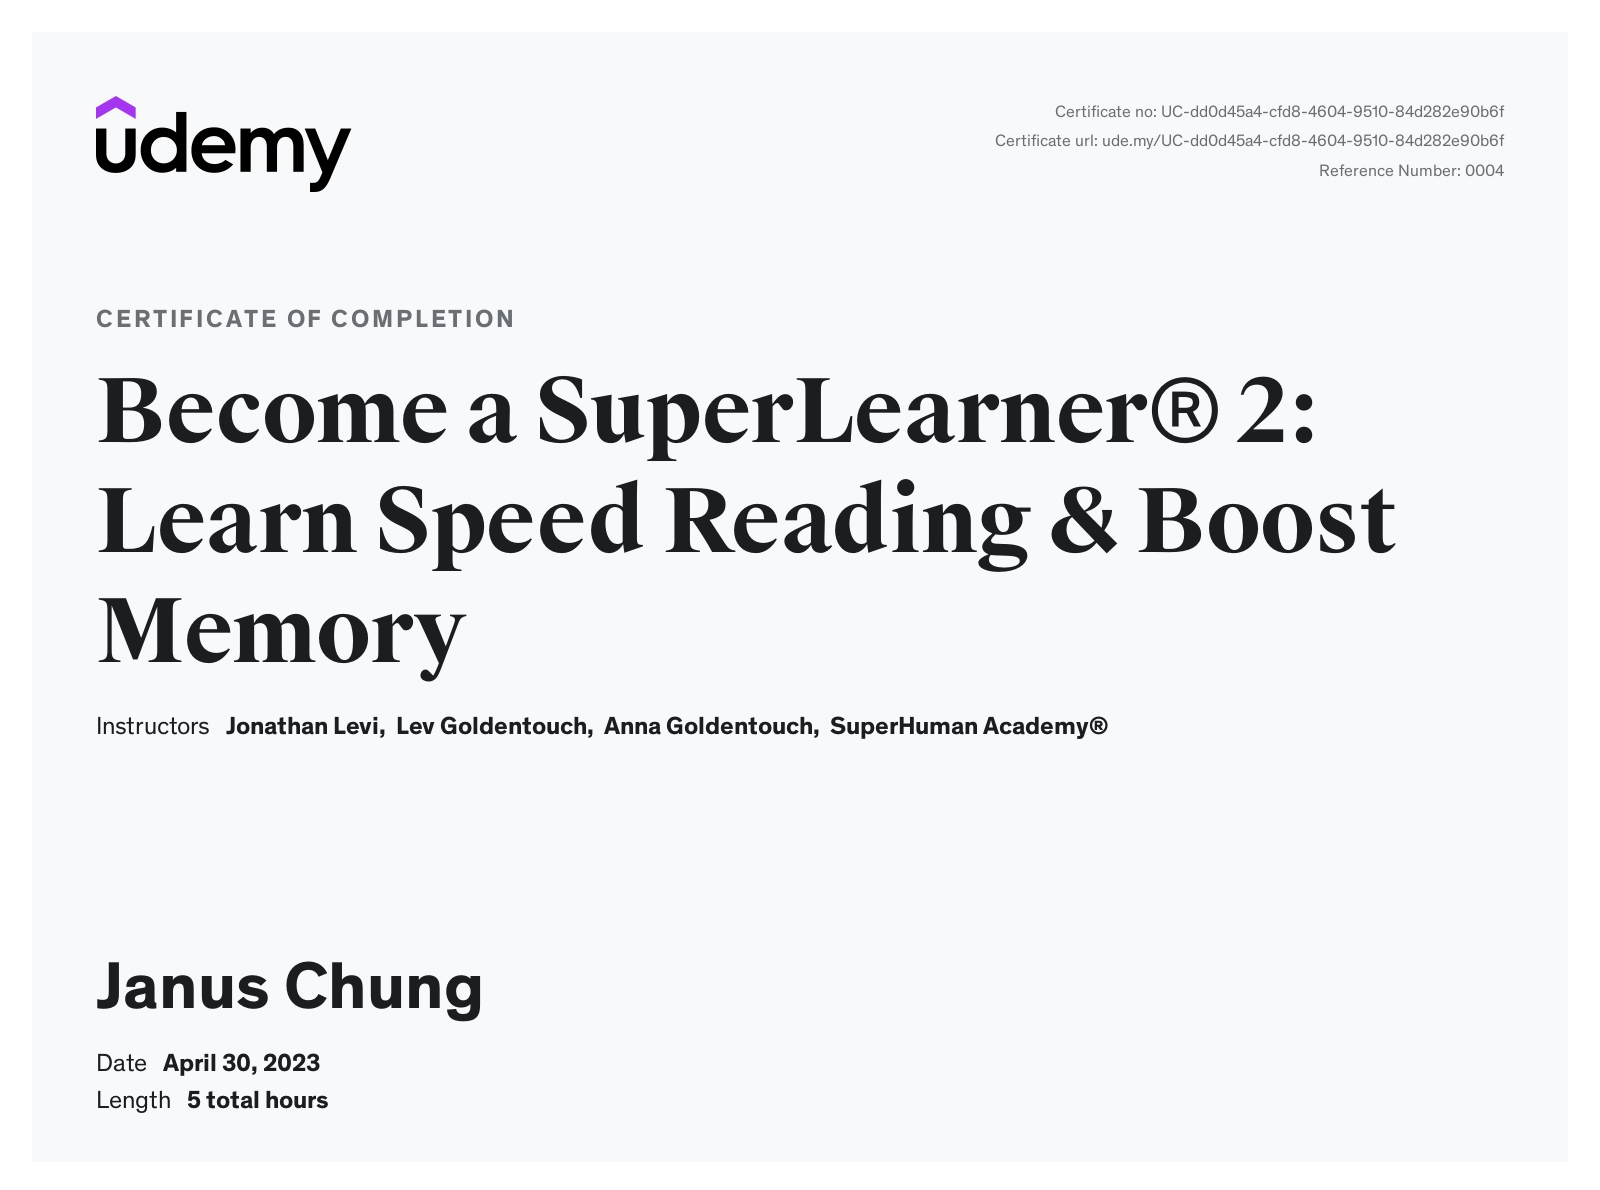 udemy
Certificate no: UC-dd0d45a4-cfd8-4604-9510-84d282e90b6f
Certificate url: ude.my/UC-dd0d45a4-cfd8-4604-9510-84d282e90b6f
Reference Number: 0004
CERTIFICATE OF COMPLETION
Become a SuperLearner® 2:
Learn Speed Reading & Boost
Memory
Instructors Jonathan Levi, Lev Goldentouch, Anna Goldentouch, SuperHuman Academy®
Janus Chung
Date April 30, 2023
Length 5 total hours